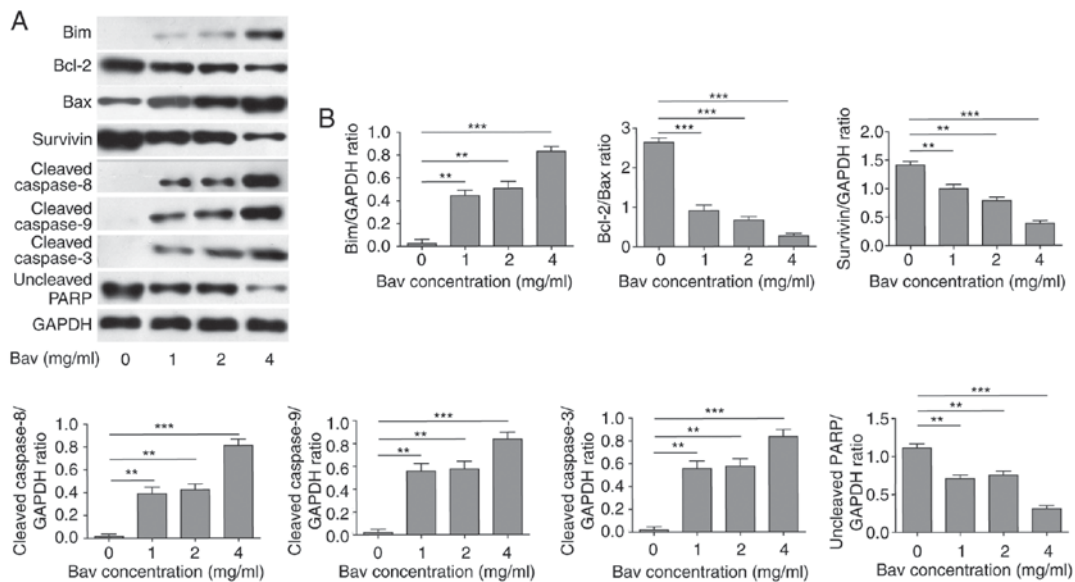 A
Bim
Bcl-2
Bax
Survivin
Cleaved
caspase-8
Cleaved
caspase-9
Cleaved
caspase-3
Uncleaved
PARP
GAPDH
Bav (mg/ml) 0 1 2 4
B
Bim/GAPDH ratio
1.0
0.8
0.6
0.4
0.2
0.0
***
**
**
0 1 2 4
Bav concentration (mg/ml)
Bcl-2/Bax ratio
3
2
1
0
***
***
***
0 1 2 4
Bav concentration (mg/ml)
Survivin/GAPDH ratio
2.0
1.5
1.0
0.5
0.0
***
**
**
0 1 2 4
Bav concentration (mg/ml)
Cleaved caspase-8/
GAPDH ratio
1.0
0.8
0.6
0.4
0.2
0.0
***
**
**
0 1 2 4
Bav concentration (mg/ml)
Cleaved caspase-9/
GAPDH ratio
1.0
0.8
0.6
0.4
0.2
0.0
***
**
**
0 1 2 4
Bav concentration (mg/ml)
Cleaved caspase-3/
GAPDH ratio
1.0
0.8
0.6
0.4
0.2
0.0
***
**
**
0 1 2 4
Bav concentration (mg/ml)
Uncleaved PARP/
GAPDH ratio
1.5
1.0
0.5
0.0
***
**
**
0 1 2 4
Bav concentration (mg/ml)